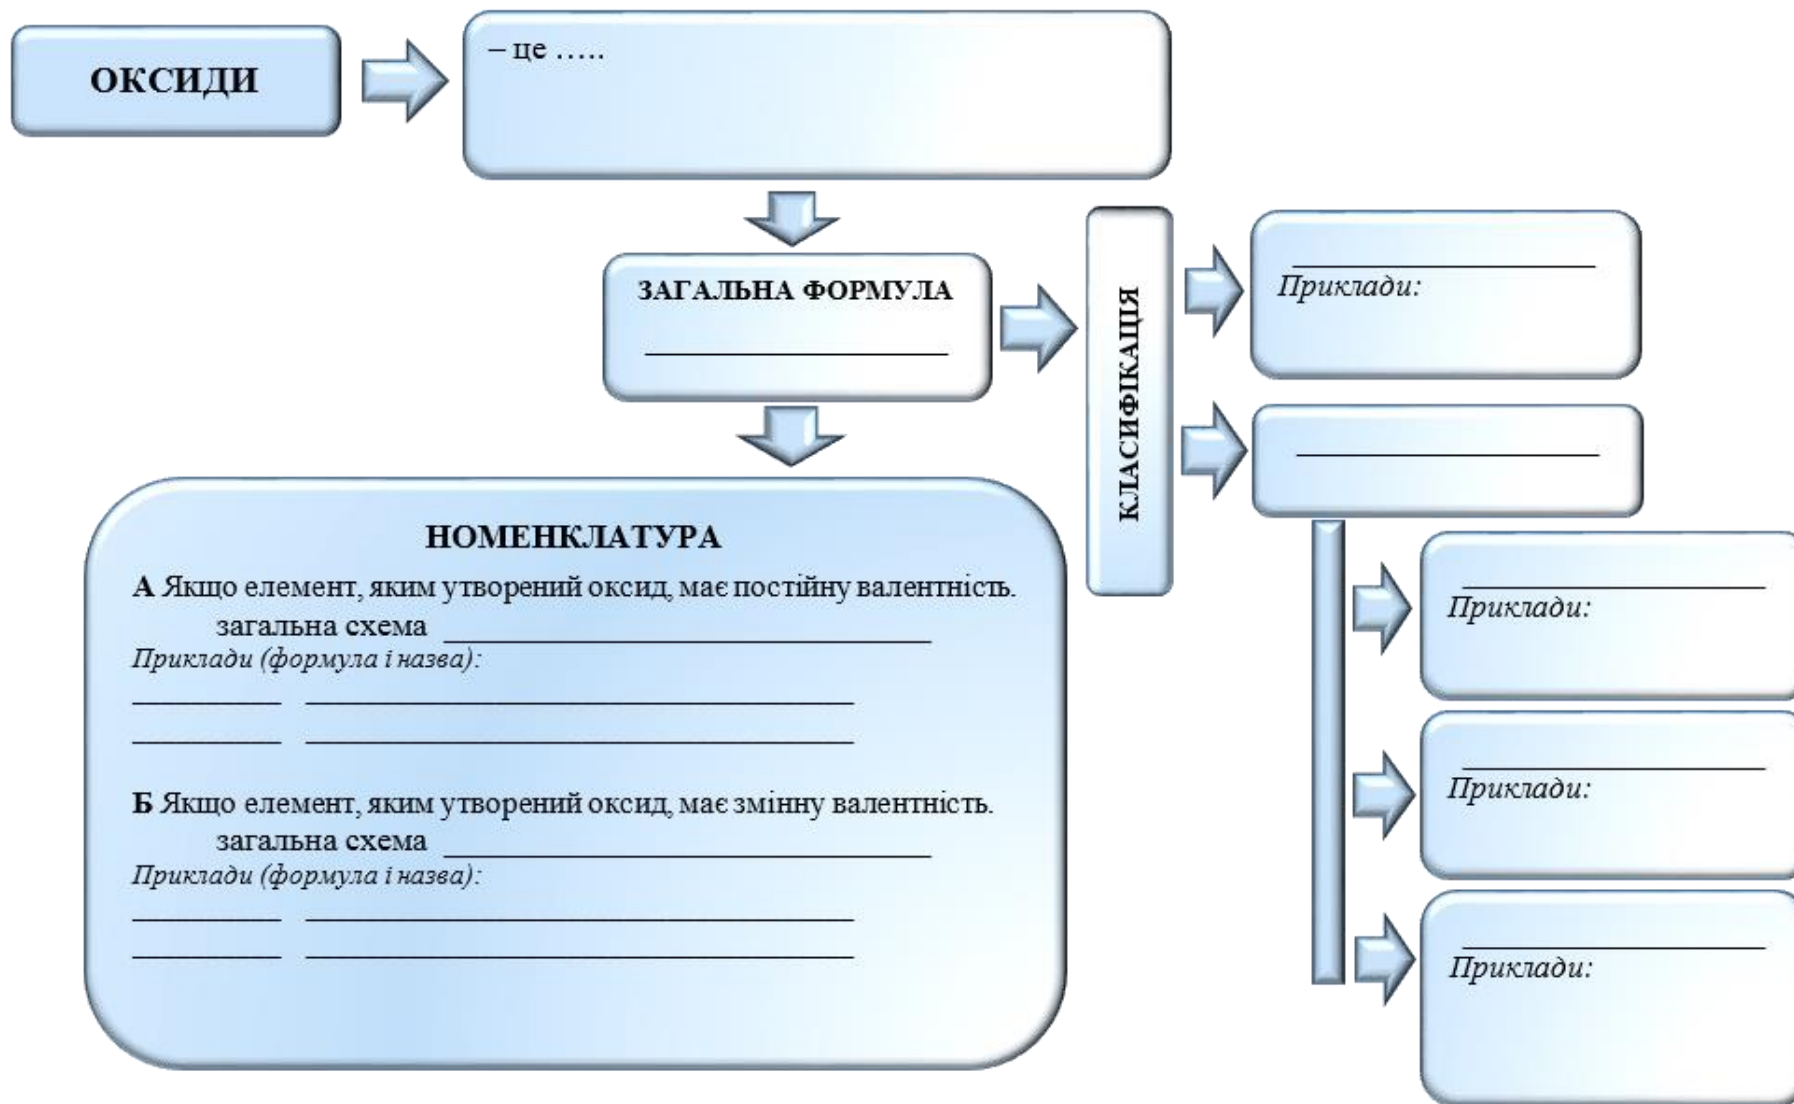 ОКСИДИ
– це …..
ЗАГАЛЬНА ФОРМУЛА
КЛАСИФІКАЦІЯ
Приклади:
НОМЕНКЛАТУРА
А Якщо елемент, яким утворений оксид, має постійну валентність.
загальна схема
Приклади (формула і назва):
Б Якщо елемент, яким утворений оксид, має змінну валентність.
загальна схема
Приклади (формула і назва):
Приклади:
Приклади:
Приклади: